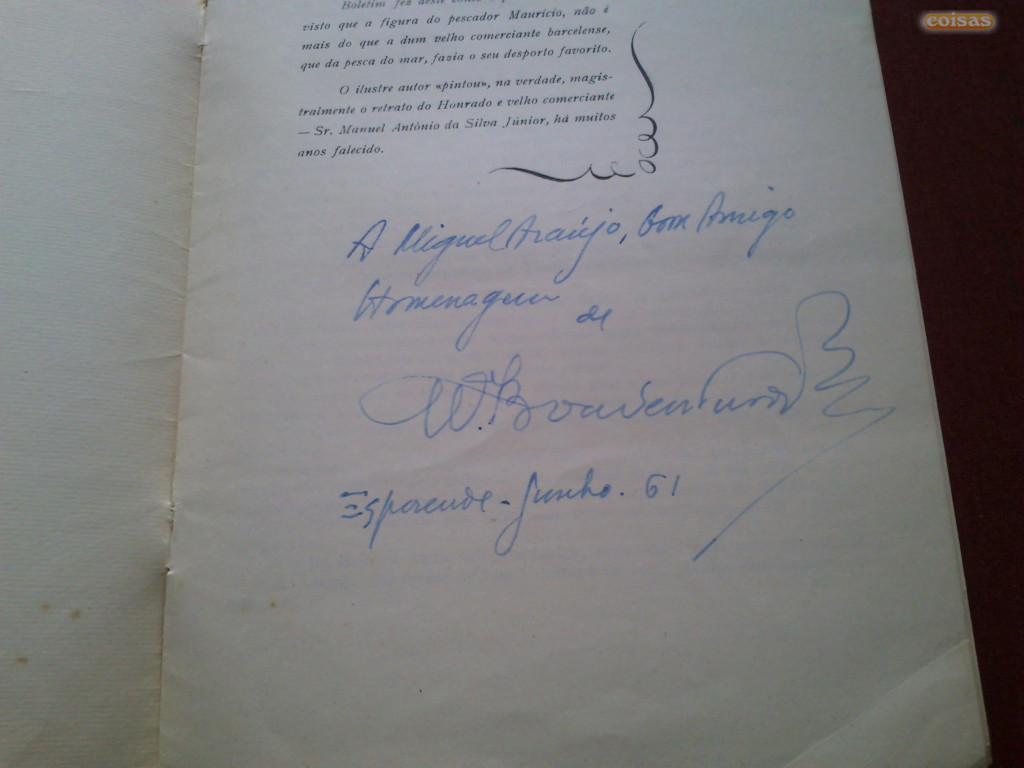 coisas
Boletim fez
visto que a figura do pescador Maurício, não é
mais do que a dum velho comerciante barcelense,
que da pesca do mar, fazia o seu desporto favorito.
O ilustre autor «pintou», na verdade, magis-
tralmente o retrato do Honrado e velho comerciante
— Sr. Manuel António da Silva Júnior, há muitos
anos falecido.
A Miguel Araújo, Bom Amigo
Homenagem
de
M. Boaventura
Esposende - Junho. 61